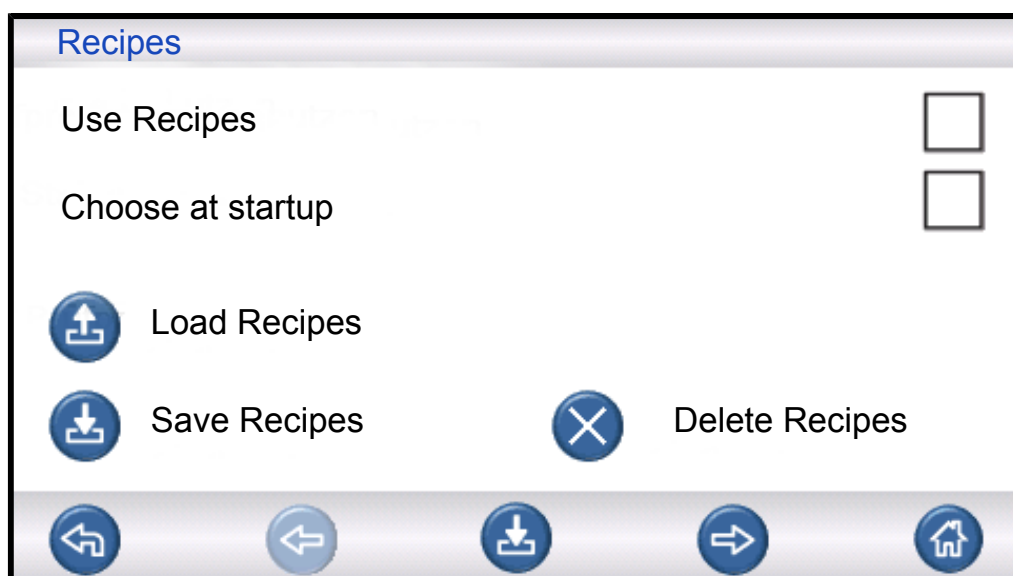 Recipes
Use Recipes
Choose at startup
Load Recipes
Save Recipes Delete Recipes